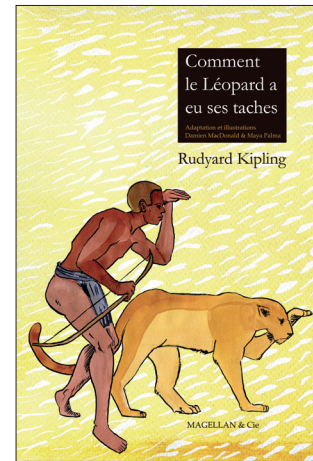 Comment
le Léopard a
eu ses taches
Adaptation et illustrations
Damien MacDonald & Maya Palma
Rudyard Kipling
MAGELLAN & Cie